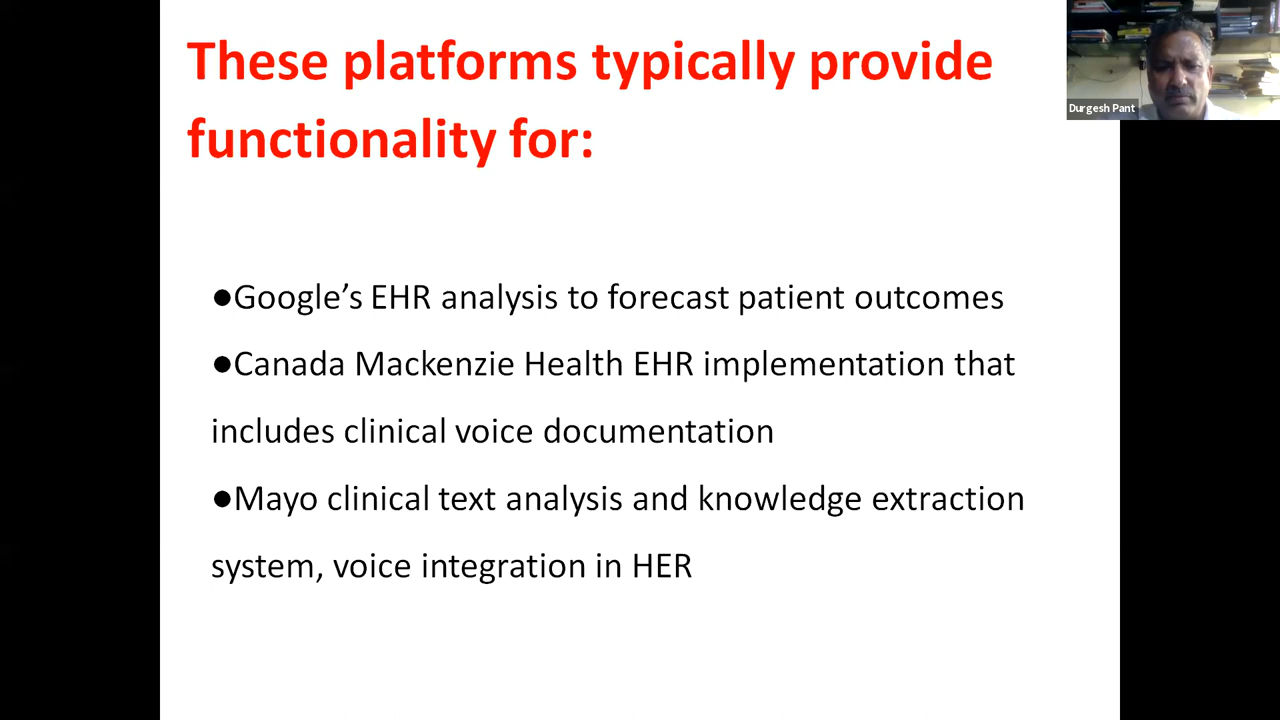 These platforms typically provide
functionality for:
●Google’s EHR analysis to forecast patient outcomes
●Canada Mackenzie Health EHR implementation that
includes clinical voice documentation
●Mayo clinical text analysis and knowledge extraction
system, voice integration in HER
Durgesh Pant